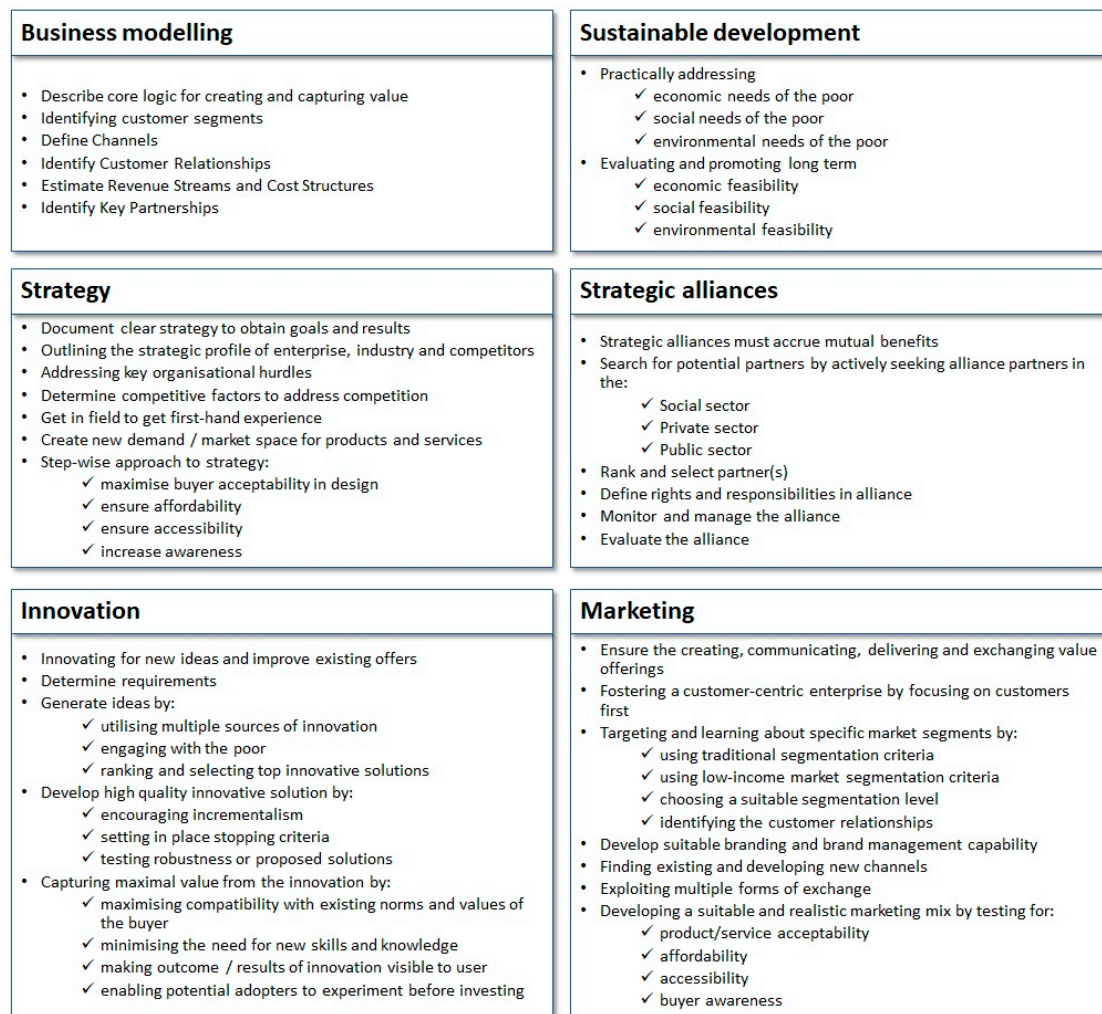 Business modelling
• Describe core logic for creating and capturing value
• Identifying customer segments
• Define Channels
• Identify Customer Relationships
• Estimate Revenue Streams and Cost Structures
• Identify Key Partnerships
Sustainable development
• Practically addressing
✓ economic needs of the poor
✓ social needs of the poor
✓ environmental needs of the poor
• Evaluating and promoting long term
✓ economic feasibility
✓ social feasibility
✓ environmental feasibility
Strategy
• Document clear strategy to obtain goals and results
• Outlining the strategic profile of enterprise, industry and competitors
• Addressing key organisational hurdles
• Determine competitive factors to address competition
• Get in field to get first-hand experience
• Create new demand / market space for products and services
• Step-wise approach to strategy:
✓ maximise buyer acceptability in design
✓ ensure affordability
✓ ensure accessibility
✓ increase awareness
Strategic alliances
• Strategic alliances must accrue mutual benefits
• Search for potential partners by actively seeking alliance partners in
the:
✓ Social sector
✓ Private sector
✓ Public sector
• Rank and select partner(s)
• Define rights and responsibilities in alliance
• Monitor and manage the alliance
• Evaluate the alliance
Innovation
• Innovating for new ideas and improve existing offers
• Determine requirements
• Generate ideas by:
✓ utilising multiple sources of innovation
✓ engaging with the poor
✓ ranking and selecting top innovative solutions
• Develop high quality innovative solution by:
✓ encouraging incrementalism
✓ setting in place stopping criteria
✓ testing robustness or proposed solutions
• Capturing maximal value from the innovation by:
✓ maximising compatibility with existing norms and values of
the buyer
✓ minimising the need for new skills and knowledge
✓ making outcome / results of innovation visible to user
✓ enabling potential adopters to experiment before investing
Marketing
• Ensure the creating, communicating, delivering and exchanging value
offerings
• Fostering a customer-centric enterprise by focusing on customers
first
• Targeting and learning about specific market segments by:
✓ using traditional segmentation criteria
✓ using low-income market segmentation criteria
✓ choosing a suitable segmentation level
✓ identifying the customer relationships
• Develop suitable branding and brand management capability
• Finding existing and developing new channels
• Exploiting multiple forms of exchange
• Developing a suitable and realistic marketing mix by testing for:
✓ product/service acceptability
✓ affordability
✓ accessibility
✓ buyer awareness